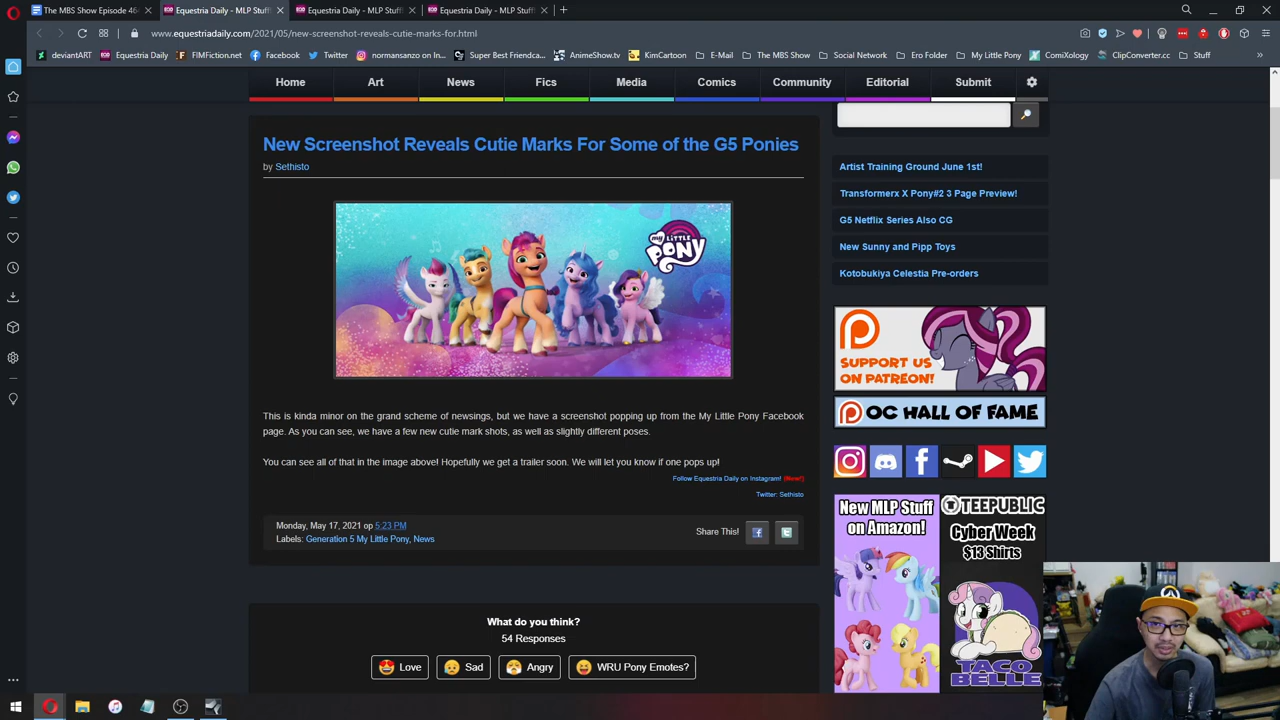 The MBS Show Episode 46
Equestria Daily - MLP Stuff
Equestria Daily - MLP Stuff
Equestria Daily - MLP Stuff
www.equestriadaily.com/2021/05/new-screenshot-reveals-cutie-marks-for.html
deviantART
Equestria Daily
FIMFiction.net
Facebook
Twitter
normansanzo on In...
Super Best Friendca...
AnimeShow.tv
KimCartoon
E-Mail
The MBS Show
Social Network
Ero Folder
My Little Pony
ComiXology
ClipConverter.cc
Stuff
Home
Art
News
Fics
Media
Comics
Community
Editorial
Submit
New Screenshot Reveals Cutie Marks For Some of the G5 Ponies
by Sethisto
my LITTLE
PONY
This is kinda minor on the grand scheme of newsings, but we have a screenshot popping up from the My Little Pony Facebook
page. As you can see, we have a few new cutie mark shots, as well as slightly different poses.
You can see all of that in the image above! Hopefully we get a trailer soon. We will let you know if one pops up!
Follow Equestria Daily on Instagram! (New!)
Twitter: Sethisto
Monday, May 17, 2021 op 5:23 PM
Labels: Generation 5 My Little Pony, News
Share This!
What do you think?
54 Responses
Love
Sad
Angry
WRU Pony Emotes?
Artist Training Ground June 1st!
Transformerx X Pony#2 3 Page Preview!
G5 Netflix Series Also CG
New Sunny and Pipp Toys
Kotobukiya Celestia Pre-orders
SUPPORT US
ON PATREON!
OC HALL OF FAME
New MLP Stuff
on Amazon!
TEEPUBLIC
Cyber Week
$13 Shirts
TACO
BELLE